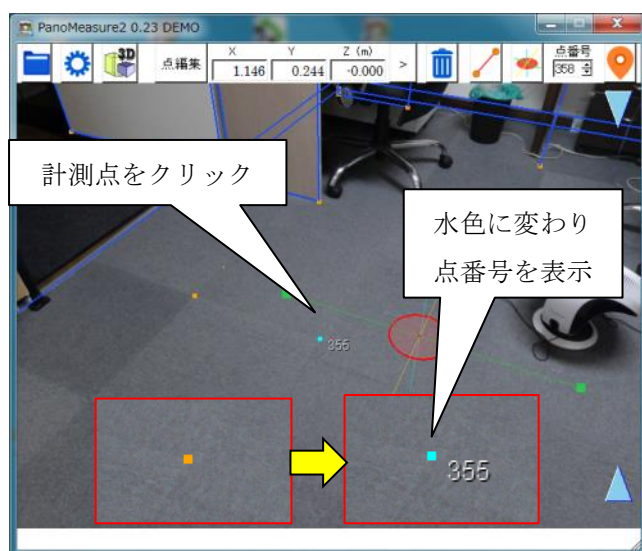 PanoMeasure2 0.23 DEMO
3D
点編集
X Y Z (m)
1.146 0.244 -0.000
>
点番号
358
計測点をクリック
水色に変わり
点番号を表示
355
355